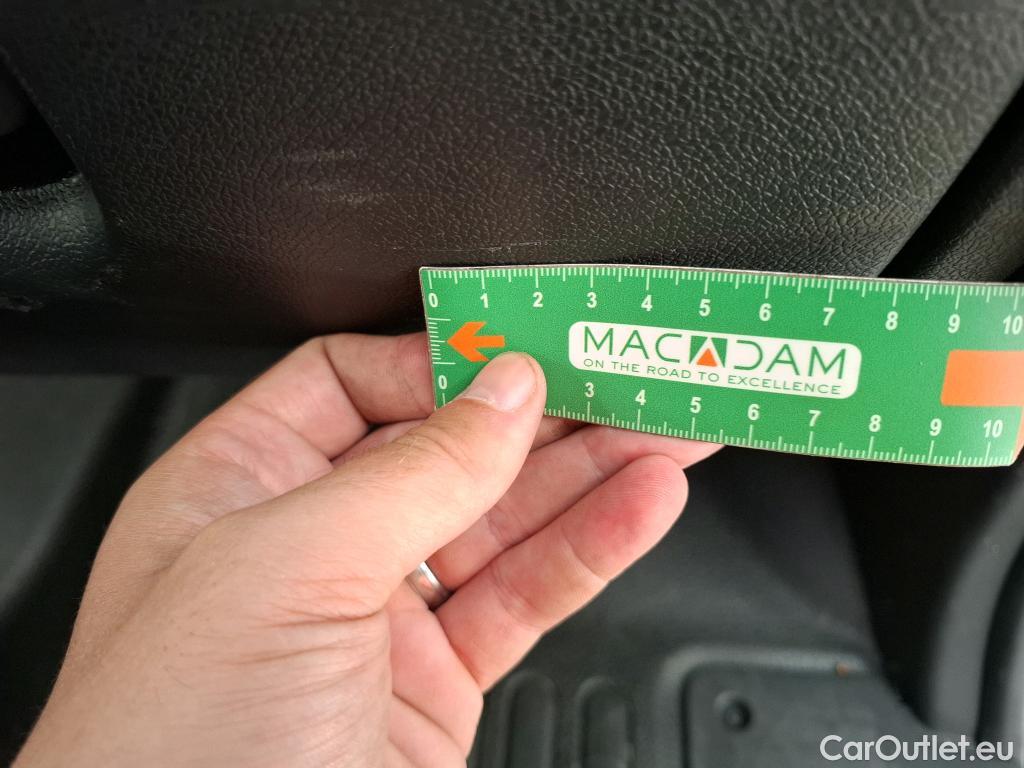 0 1 2 3 4 5 6 7 8 9 10
MACADAM
ON THE ROAD TO EXCELLENCE
0 3 4 5 6 7 8 9 10
CarOutlet.eu